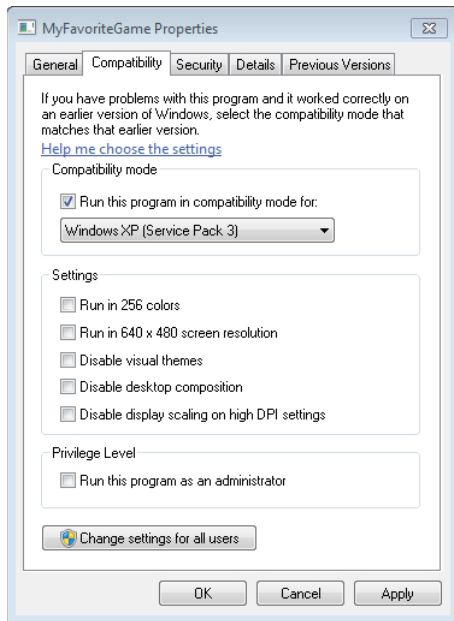 MyFavoriteGame Properties
General Compatibility Security Details Previous Versions
If you have problems with this program and it worked correctly on
an earlier version of Windows, select the compatibility mode that
matches that earlier version.
Help me choose the settings
Compatibility mode
Run this program in compatibility mode for:
Windows XP (Service Pack 3)
Settings
Run in 256 colors
Run in 640 x 480 screen resolution
Disable visual themes
Disable desktop composition
Disable display scaling on high DPI settings
Privilege Level
Run this program as an administrator
Change settings for all users
OK Cancel Apply